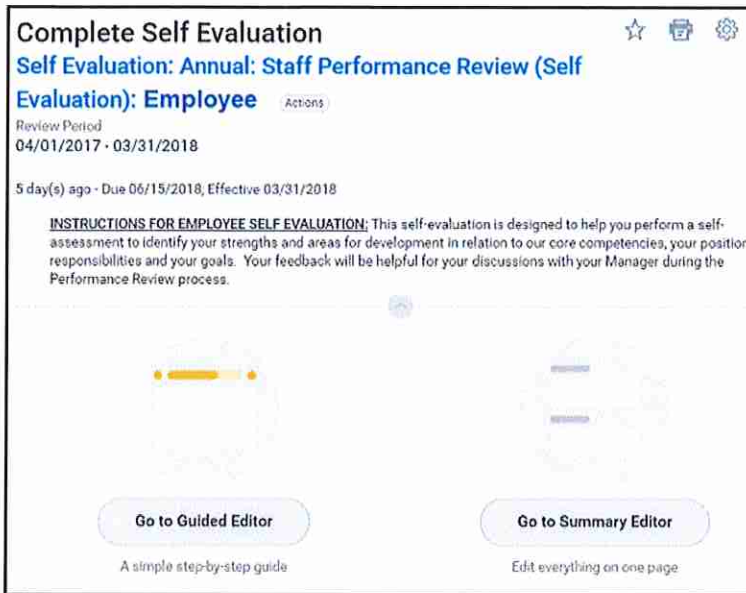 Complete Self Evaluation
Self Evaluation: Annual: Staff Performance Review (Self
Evaluation): Employee Actions
Review Period
04/01/2017 - 03/31/2018
5 day(s) ago - Due 06/15/2018, Effective 03/31/2018
INSTRUCTIONS FOR EMPLOYEE SELF EVALUATION: This self-evaluation is designed to help you perform a self-
assessment to identify your strengths and areas for development in relation to our core competencies, your position
responsibilities and your goals. Your feedback will be helpful for your discussions with your Manager during the
Performance Review process.
Go to Guided Editor
Go to Summary Editor
A simple step-by-step guide
Edit everything on one page